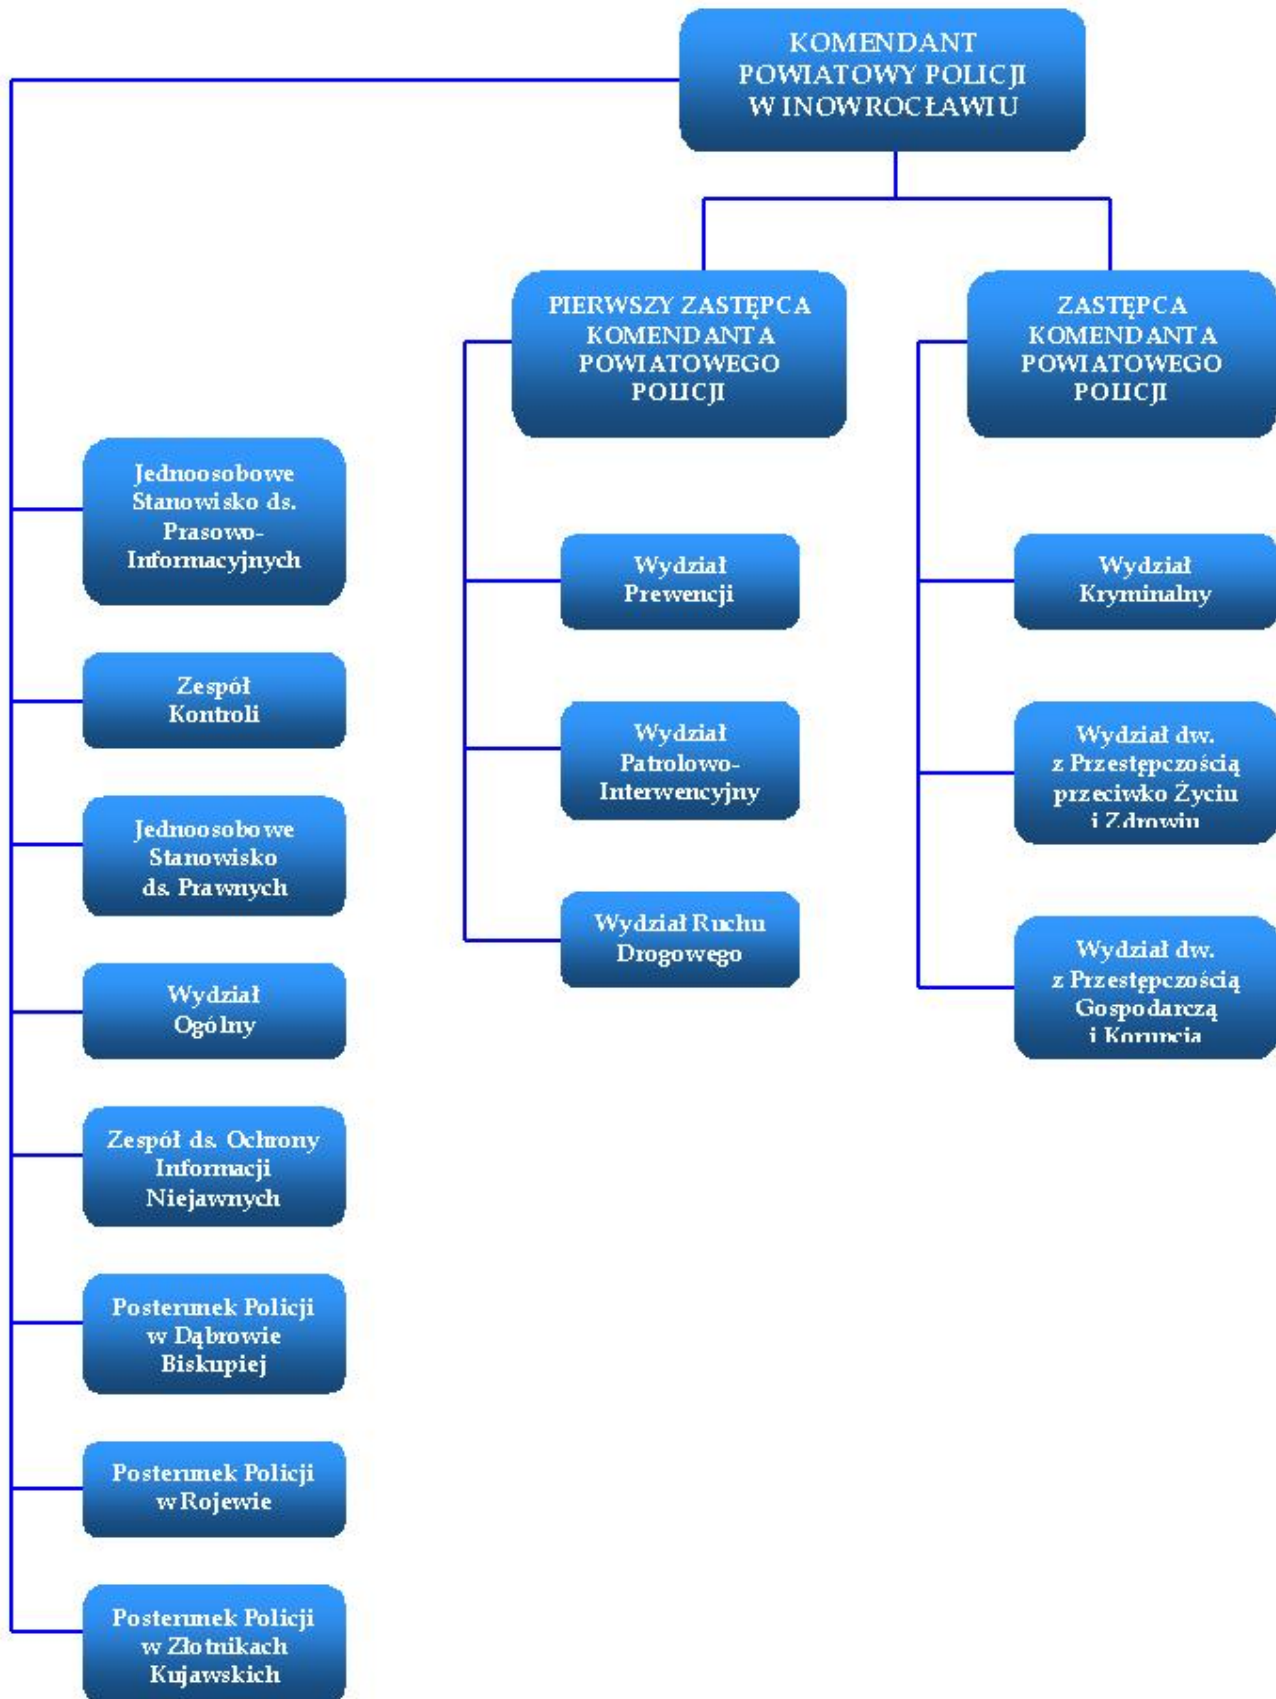 KOMENDANT
POWIATOWY POLICJI
W INOWROCŁAWIU
PIERWSZY ZASTĘPCA
KOMENDANTA
POWIATOWEGO
POLICJI
ZASTĘPCA
KOMENDANTA
POWIATOWEGO
POLICJI
Jednoosobowe
Stanowisko ds.
Prasowo-
Informacyjnych
Zespół
Kontroli
Jednoosobowe
Stanowisko
ds. Prawnych
Wydział
Ogólny
Zespół ds. Ochrony
Informacji
Niejawnych
Posterunek Policji
w Dąbrowie
Biskupiej
Posterunek Policji
w Rojewie
Posterunek Policji
w Złotnikach
Kujawskich
Wydział
Prewencji
Wydział
Patrolowo-
Interwencyjny
Wydział Ruchu
Drogowego
Wydział
Kryminalny
Wydział dw.
z Przestępczością
przeciwko Życiu
i Zdrowiu
Wydział dw.
z Przestępczością
Gospodarczą
i Korupcją